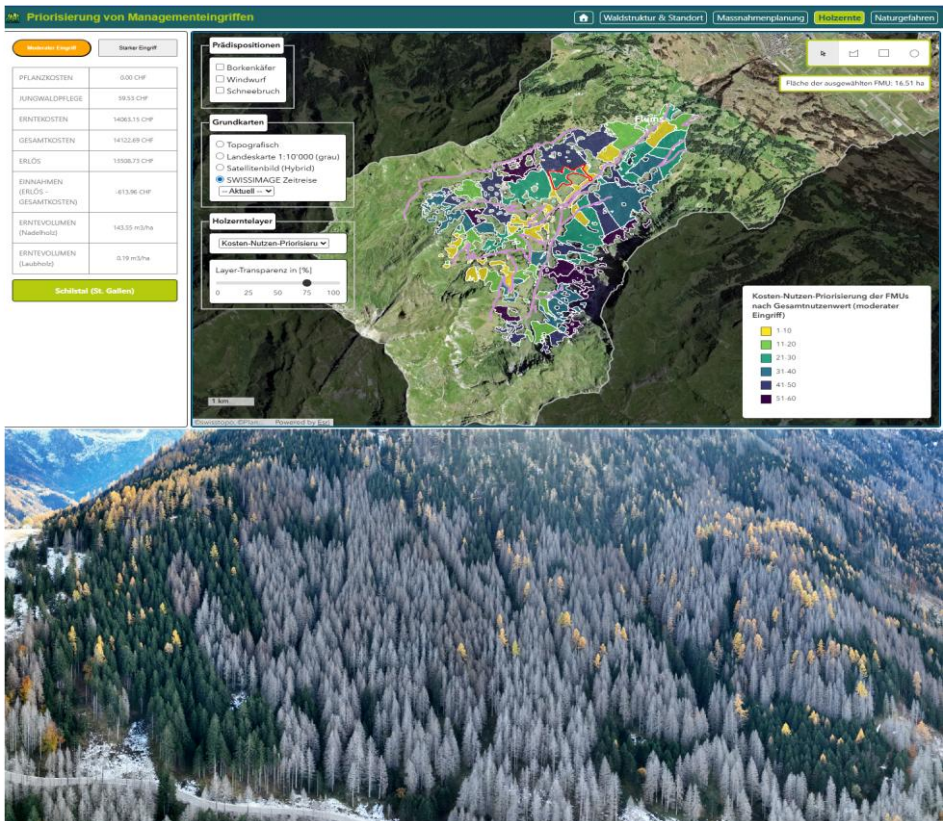 Priorisierung von Managementeingriffen
Waldstruktur & Standort
Massnahmenplanung
Holzernte
Naturgefahren
Moderater Eingriff
Starker Eingriff
PFLANZKOSTEN
0.00 CHF
JUNGWALDPFLEGE
59.53 CHF
ERNTEKOSTEN
14063.15 CHF
GESAMTKOSTEN
14122.69 CHF
ERLÖS
13508.73 CHF
EINNAHMEN
(ERLÖS -
GESAMTKOSTEN)
-613.96 CHF
ERNTEVOLUMEN
(Nadelholz)
143.55 m3/ha
ERNTEVOLUMEN
(Laubholz)
0.19 m3/ha
Schilstal (St. Gallen)
Prädispositionen
Borkenkäfer
Windwurf
Schneebruch
Grundkarten
Topografisch
Landeskarte 1:10'000 (grau)
Satellitenbild (Hybrid)
SWISSIMAGE Zeitreise
-- Aktuell --
Holzerntelayer
Kosten-Nutzen-Priorisieru
Layer-Transparenz in [%]
0 25 50 75 100
1 km
Powered by Esri
Flums
Fläche der ausgewählten FMU: 16.51 ha
Kosten-Nutzen-Priorisierung der FMUs
nach Gesamtnutzenwert (moderater
Eingriff)
1-10
11-20
21-30
31-40
41-50
51-60